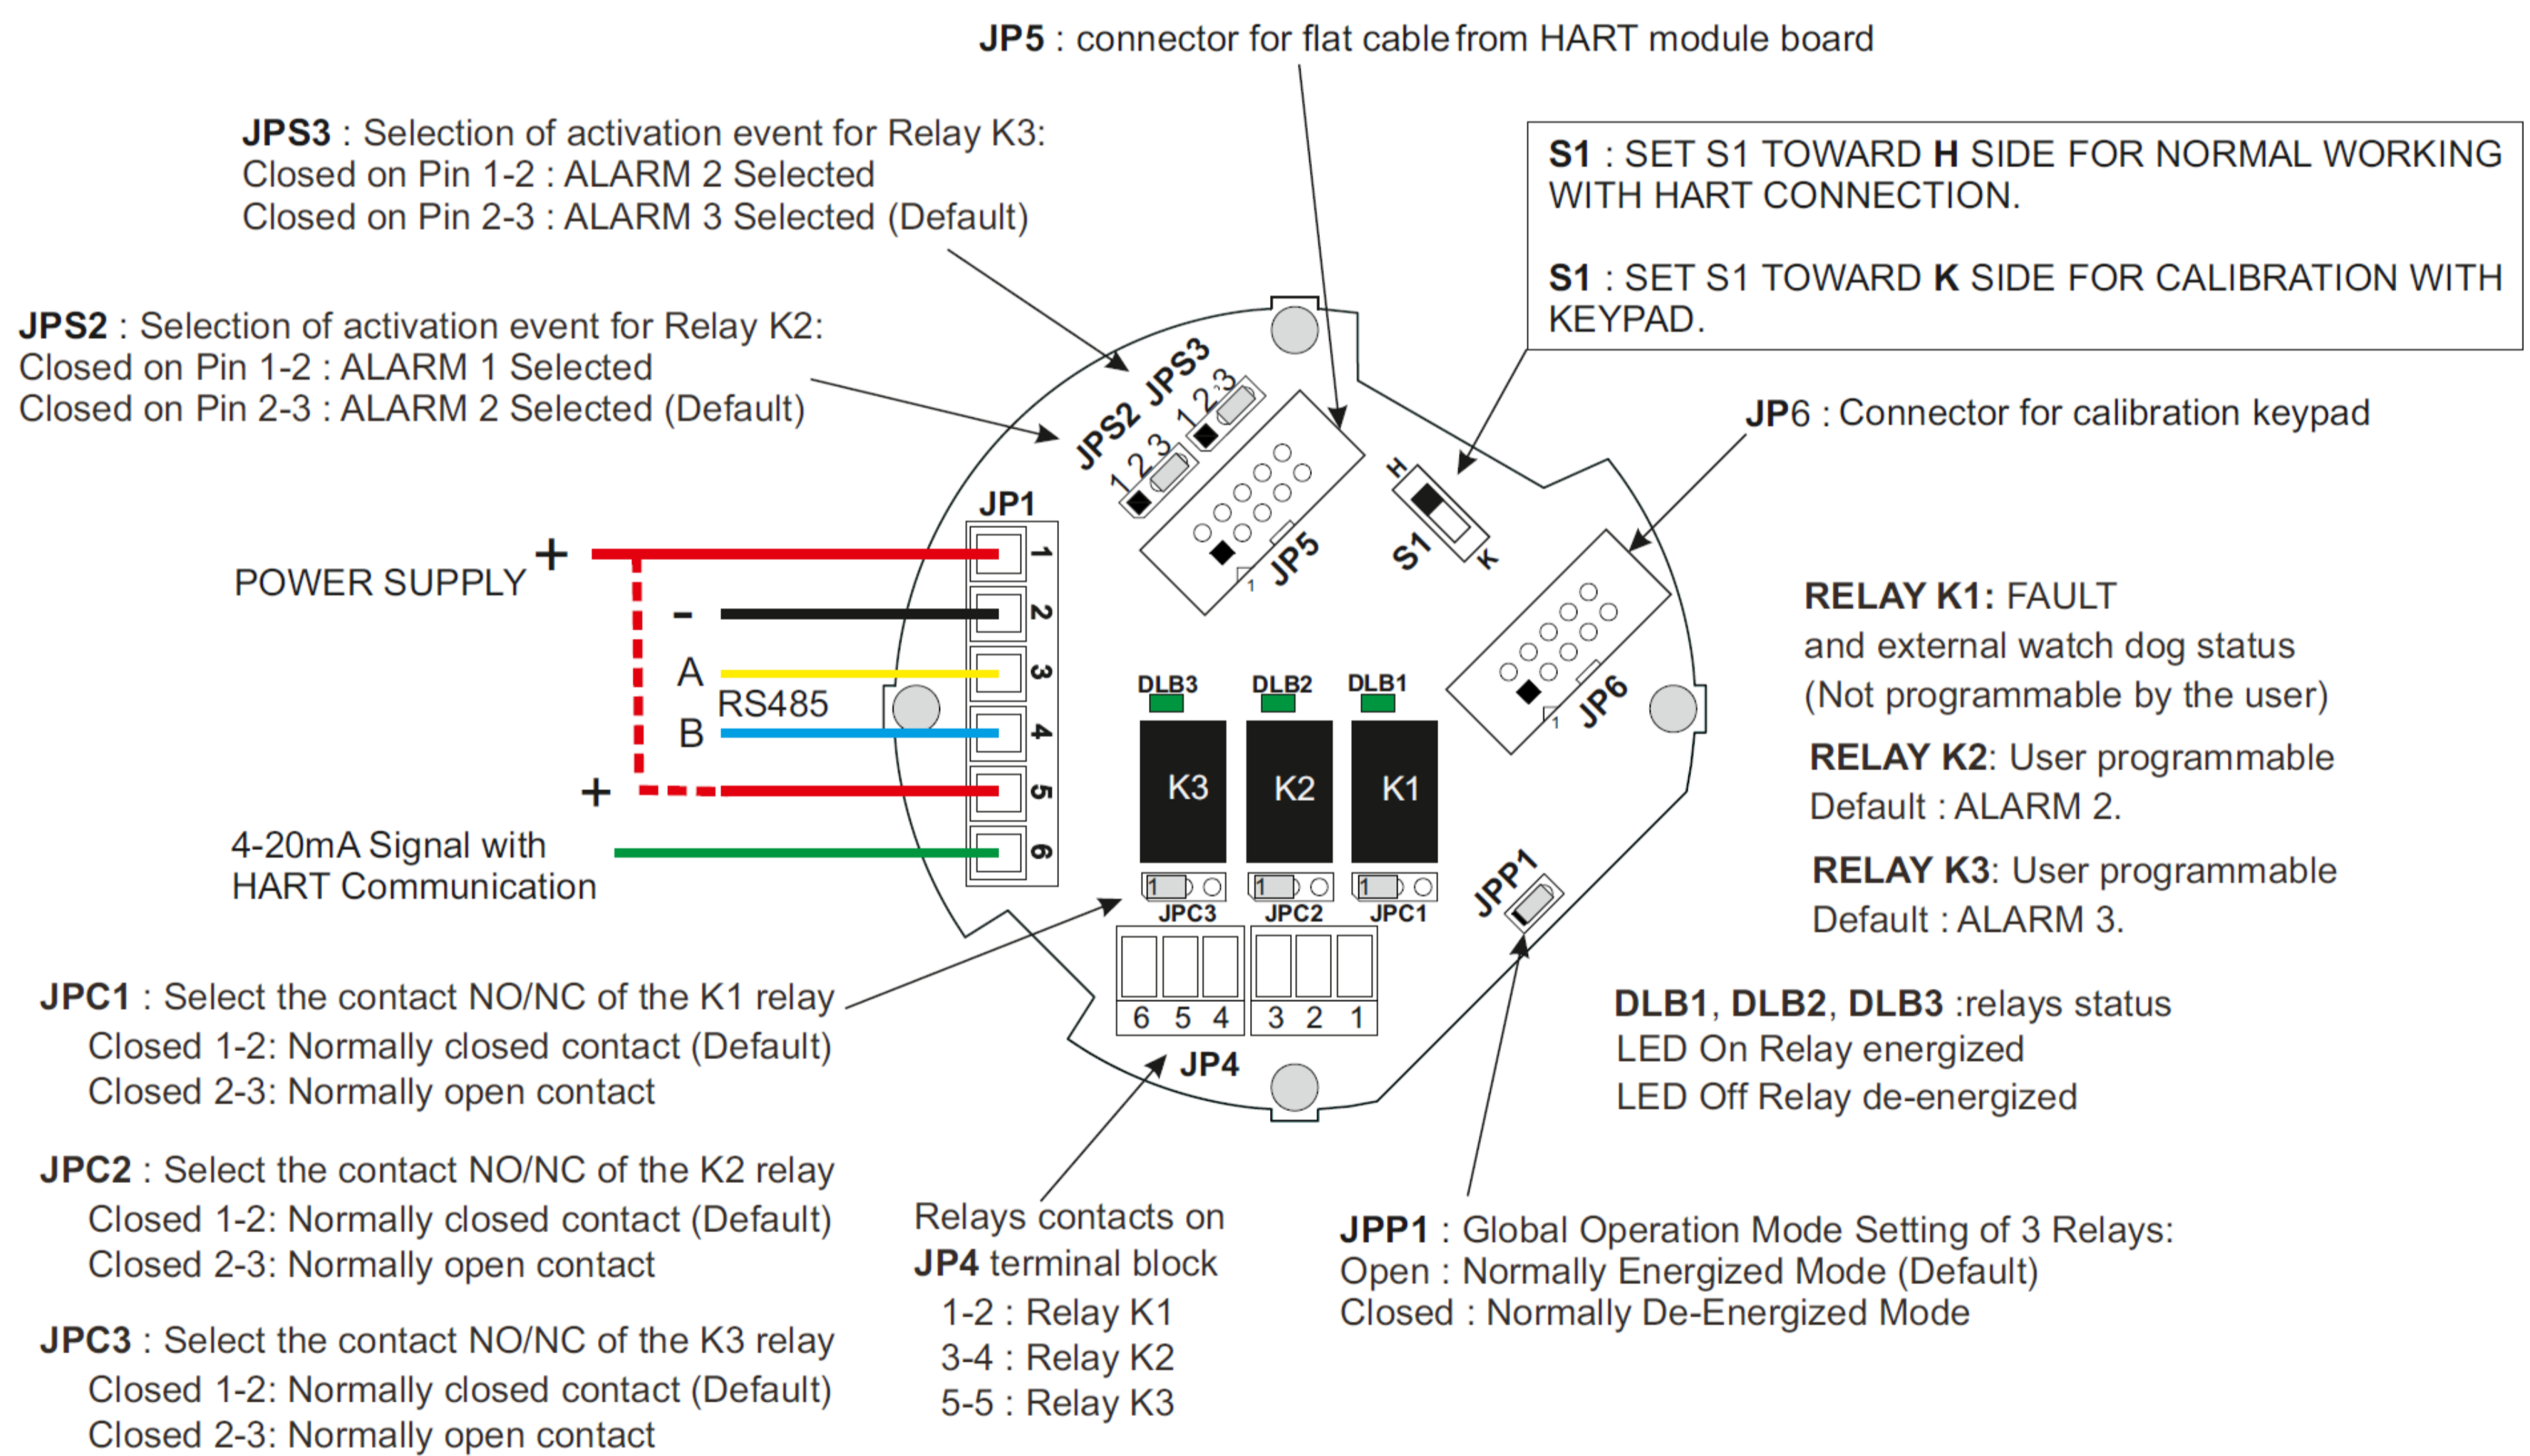 JP5 : connector for flat cable from HART module board
JPS3 : Selection of activation event for Relay K3:
Closed on Pin 1-2 : ALARM 2 Selected
Closed on Pin 2-3 : ALARM 3 Selected (Default)
S1 : SET S1 TOWARD H SIDE FOR NORMAL WORKING
WITH HART CONNECTION.
S1 : SET S1 TOWARD K SIDE FOR CALIBRATION WITH
KEYPAD.
JPS2 : Selection of activation event for Relay K2:
Closed on Pin 1-2 : ALARM 1 Selected
Closed on Pin 2-3 : ALARM 2 Selected (Default)
JP6 : Connector for calibration keypad
JPS3
1 2 3
JPS2
1 2 3
JP5
1
H
S1
K
JP6
1
JP1
1
2
3
4
5
6
POWER SUPPLY
+
-
A
RS485
B
+
4-20mA Signal with
HART Communication
DLB3
DLB2
DLB1
K3
K2
K1
1
1
1
JPC3
JPC2
JPC1
JPP1
6 5 4 3 2 1
JP4
RELAY K1: FAULT
and external watch dog status
(Not programmable by the user)
RELAY K2: User programmable
Default : ALARM 2.
RELAY K3: User programmable
Default : ALARM 3.
DLB1, DLB2, DLB3 :relays status
LED On Relay energized
LED Off Relay de-energized
JPC1 : Select the contact NO/NC of the K1 relay
Closed 1-2: Normally closed contact (Default)
Closed 2-3: Normally open contact
JPC2 : Select the contact NO/NC of the K2 relay
Closed 1-2: Normally closed contact (Default)
Closed 2-3: Normally open contact
JPC3 : Select the contact NO/NC of the K3 relay
Closed 1-2: Normally closed contact (Default)
Closed 2-3: Normally open contact
Relays contacts on
JP4 terminal block
1-2 : Relay K1
3-4 : Relay K2
5-5 : Relay K3
JPP1 : Global Operation Mode Setting of 3 Relays:
Open : Normally Energized Mode (Default)
Closed : Normally De-Energized Mode